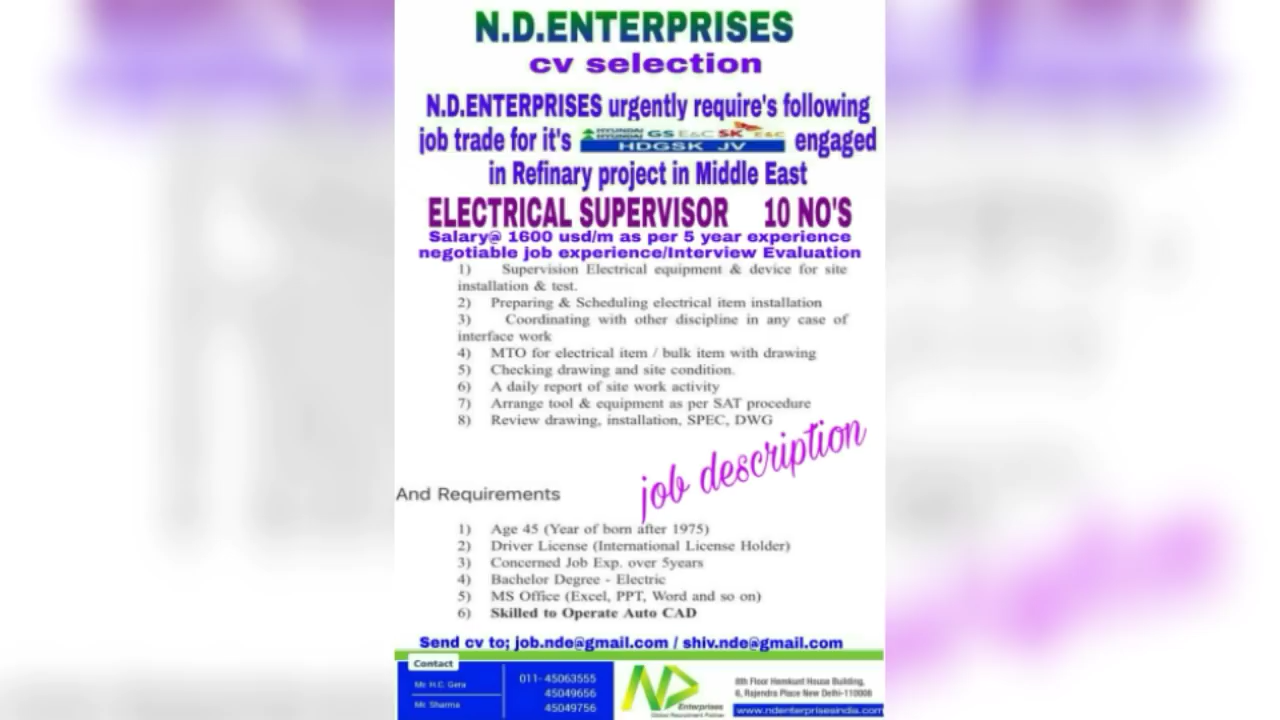 N.D.ENTERPRISES
cv selection
N.D.ENTERPRISES urgently require's following
job trade for it's HYUNDAI HYUNDAI GS E&C SK E&C HDGSK JV engaged
in Refinary project in Middle East
ELECTRICAL SUPERVISOR 10 NO'S
Salary@ 1600 usd/m as per 5 year experience
negotiable job experience/Interview Evaluation
1) Supervision Electrical equipment & device for site
installation & test.
2) Preparing & Scheduling electrical item installation
3) Coordinating with other discipline in any case of
interface work
4) MTO for electrical item / bulk item with drawing
5) Checking drawing and site condition.
6) A daily report of site work activity
7) Arrange tool & equipment as per SAT procedure
8) Review drawing, installation, SPEC, DWG
job description
And Requirements
1) Age 45 (Year of born after 1975)
2) Driver License (International License Holder)
3) Concerned Job Exp. over 5years
4) Bachelor Degree - Electric
5) MS Office (Excel, PPT, Word and so on)
6) Skilled to Operate Auto CAD
Send cv to; job.nde@gmail.com / shiv.nde@gmail.com
Contact
Mr. H.C. Gera
Mr. Sharma
011- 45063555
45049656
45049756
ND
Enterprises
Global Recruitment Partner
8th Floor Hemkunt House Building,
6, Rajendra Place New Delhi-110008
www.ndenterprisesindia.com